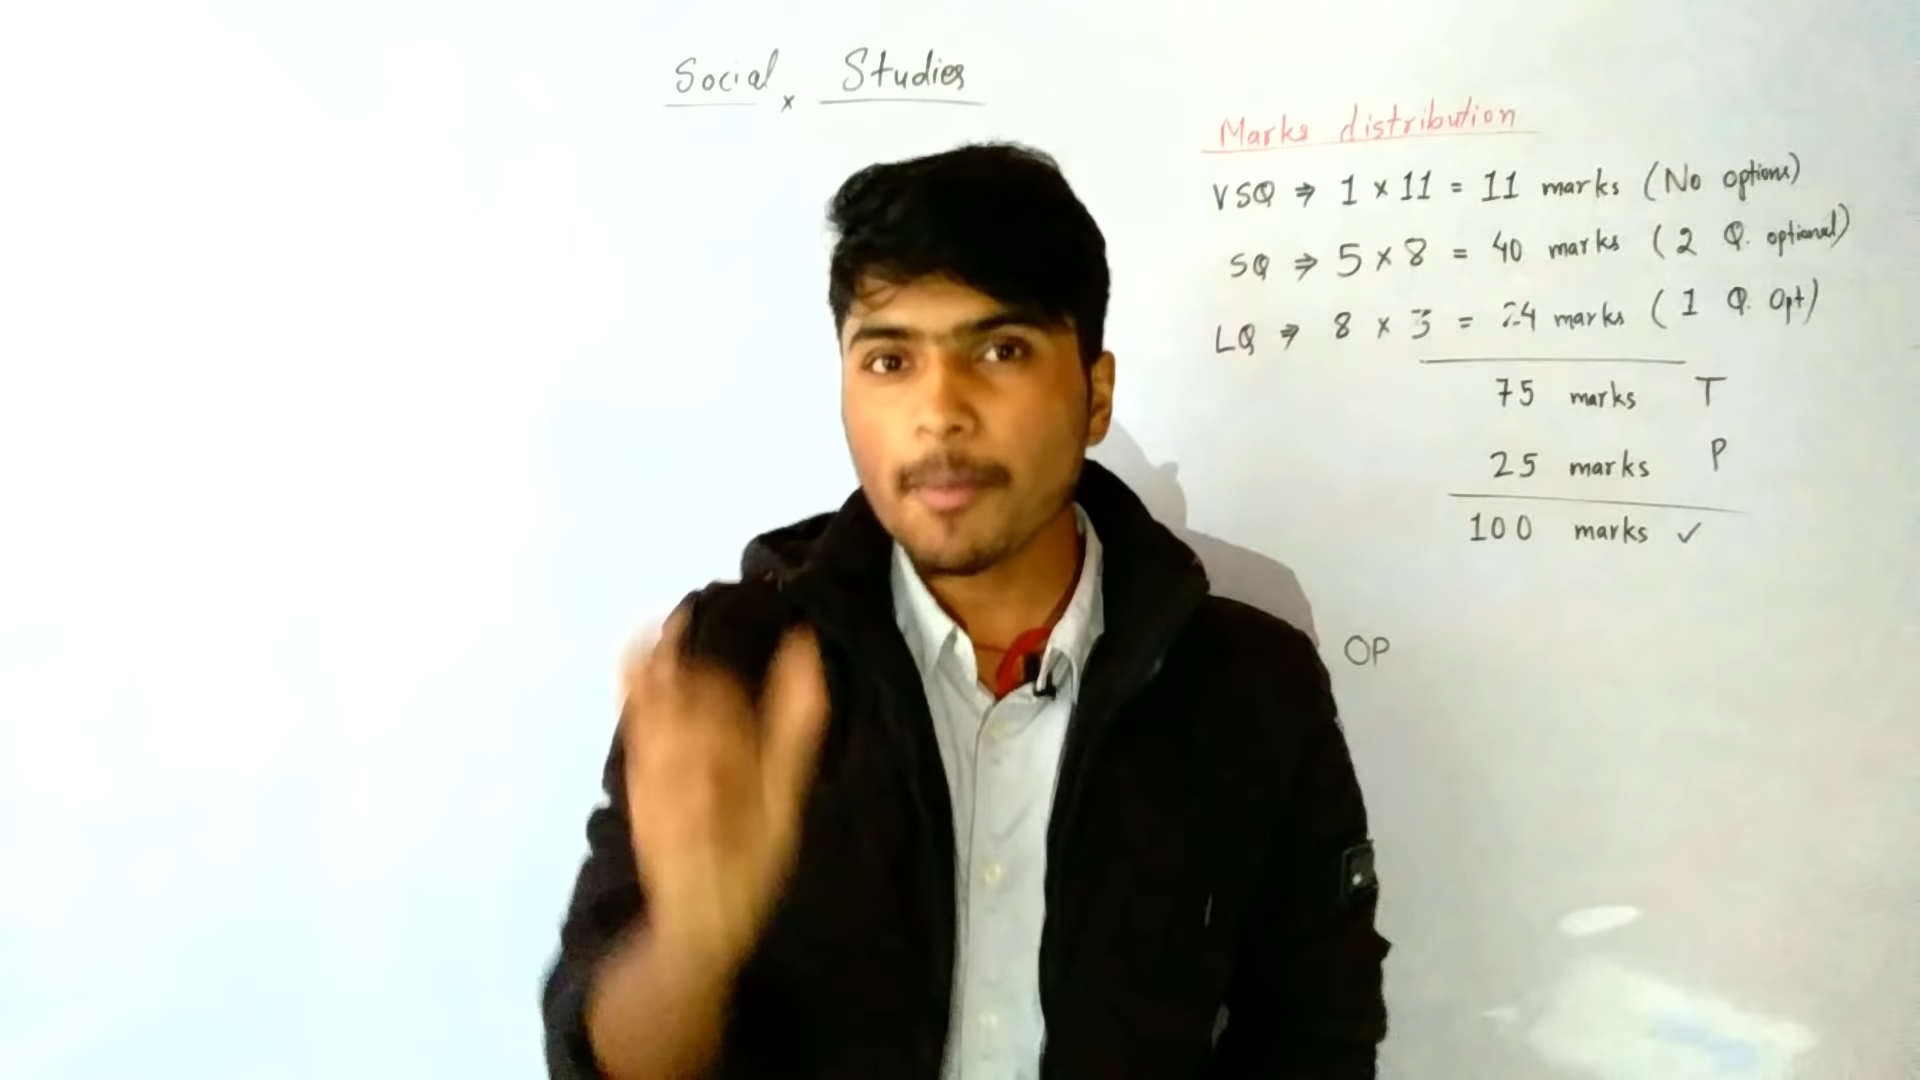 Social x Studies
Marks distribution
VSQ ⇒ 1 × 11 = 11 marks (No options)
SQ ⇒ 5 × 8 = 40 marks (2 Q. optional)
LQ ⇒ 8 × 3 = 24 marks (1 Q. Opt)
75 marks T
25 marks P
100 marks ✓
OP